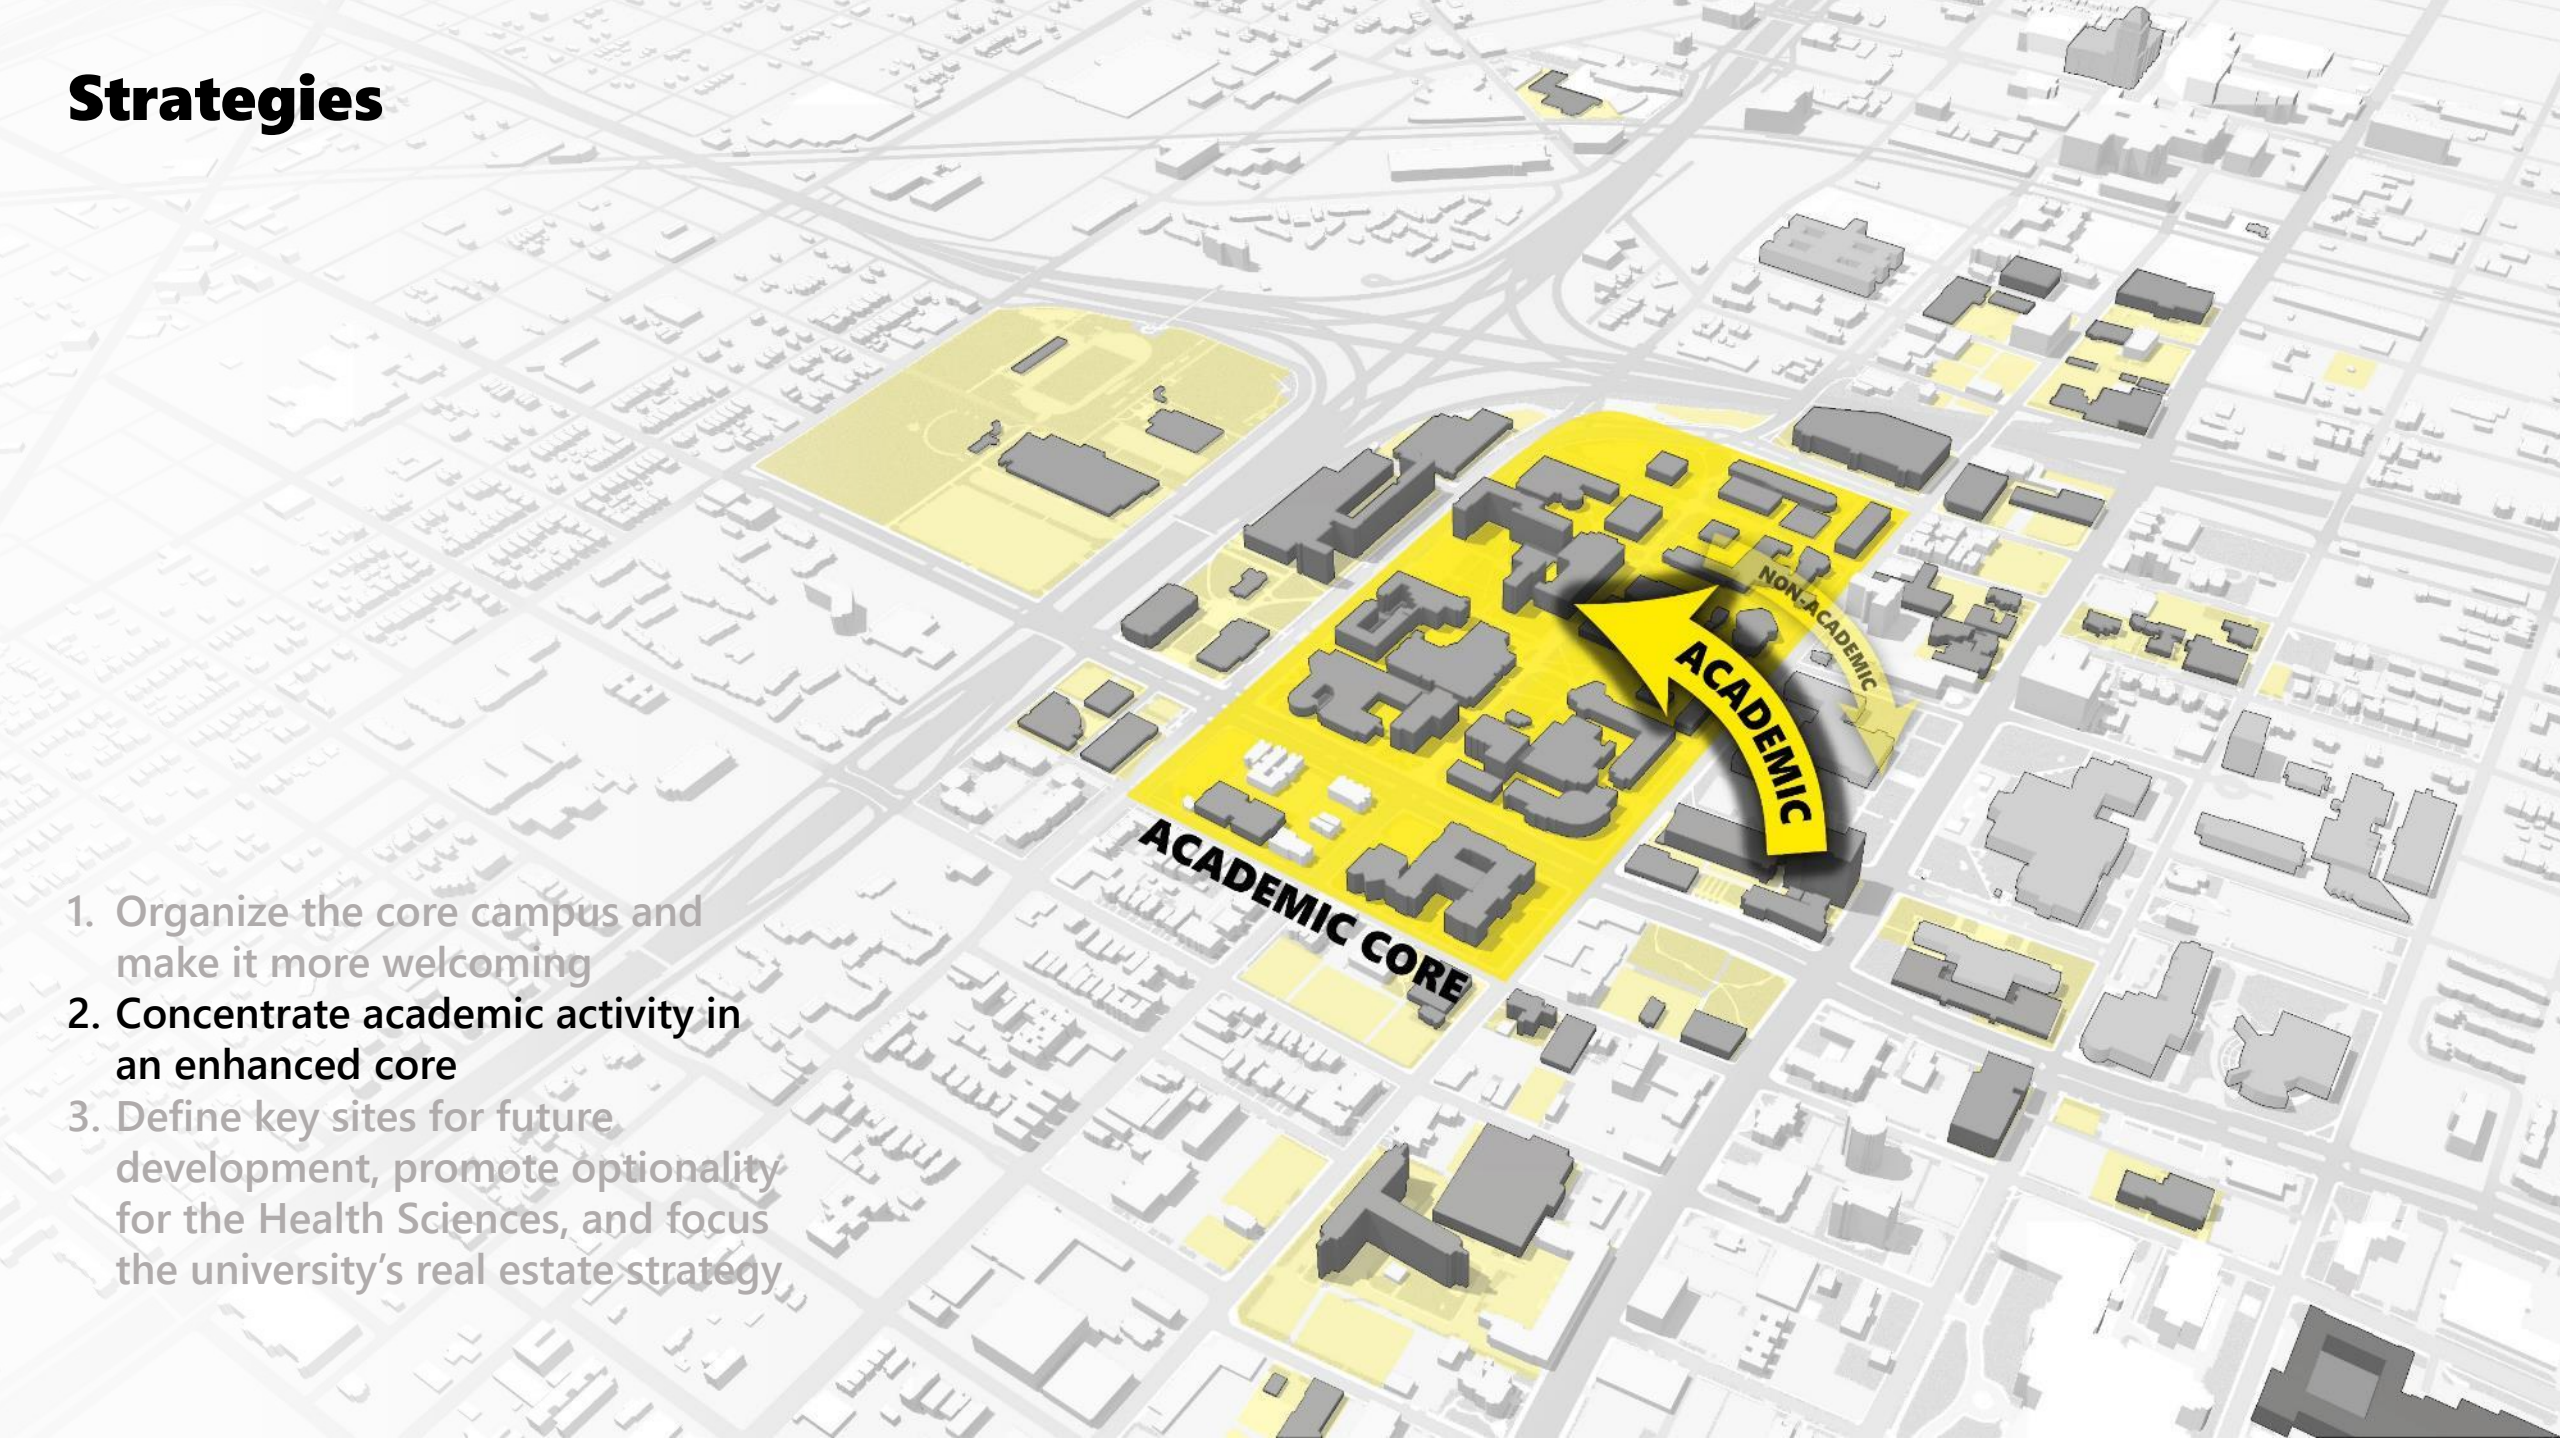 Strategies
NON-ACADEMIC
ACADEMIC
ACADEMIC CORE
1. Organize the core campus and
make it more welcoming
2. Concentrate academic activity in
an enhanced core
3. Define key sites for future
development, promote optionality
for the Health Sciences, and focus
the university’s real estate strategy